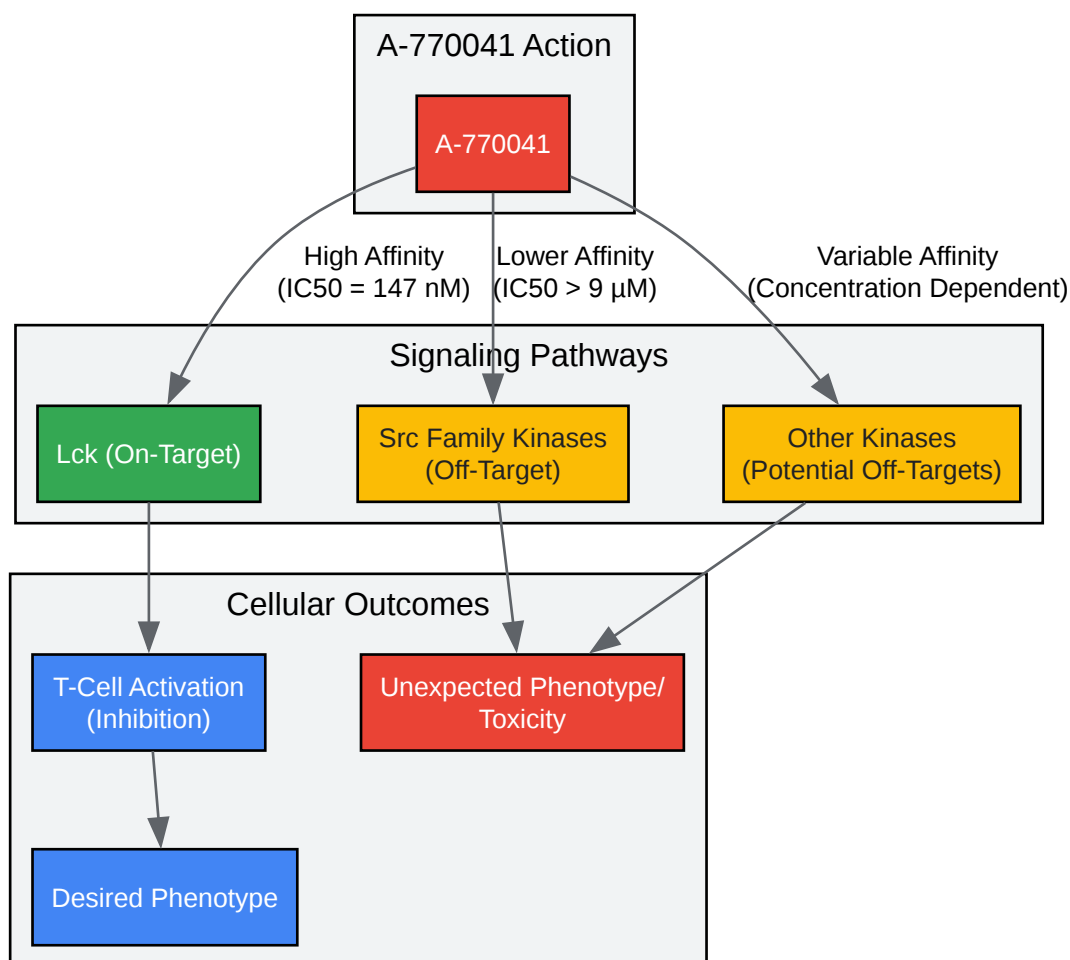 A-770041 Action
A-770041
High Affinity
(IC50 = 147 nM)
Lower Affinity
(IC50 > 9 µM)
Variable Affinity
(Concentration Dependent)
Signaling Pathways
Lck (On-Target)
Src Family Kinases
(Off-Target)
Other Kinases
(Potential Off-Targets)
Cellular Outcomes
T-Cell Activation
(Inhibition)
Unexpected Phenotype/
Toxicity
Desired Phenotype